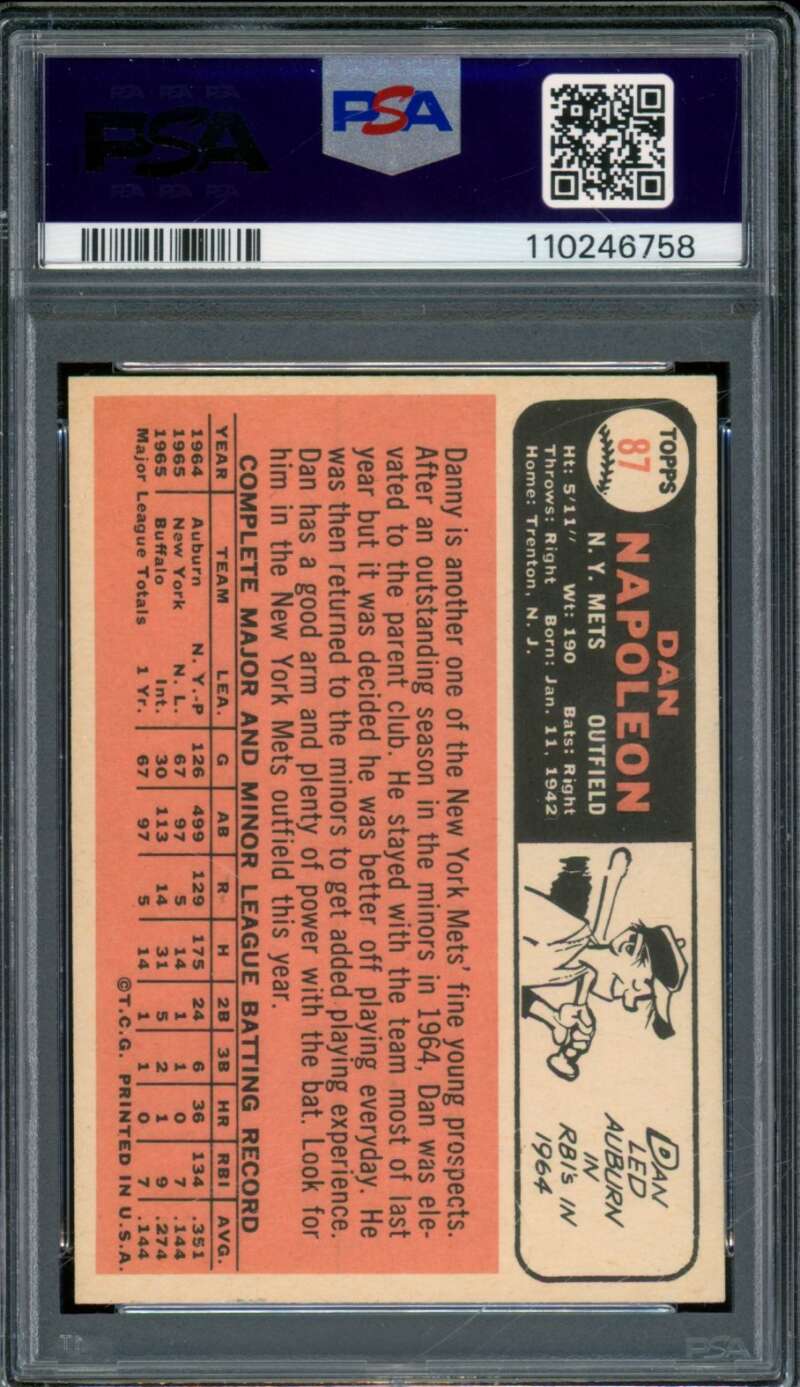 PSA PSA PSA
PSA
PSA PSA PSA
PSA
110246758
TOPPS
87
DAN
NAPOLEON
N. Y. METS OUTFIELD
Ht: 5'11" Wt: 190 Bats: Right
Throws: Right Born: Jan. 11, 1942
Home: Trenton, N. J.
DAN
LED
AUBURN
IN
RBI's IN
1964
Danny is another one of the New York Mets' fine young prospects.
After an outstanding season in the minors in 1964, Dan was ele-
vated to the parent club. He stayed with the team most of last
year but it was decided he was better off playing everyday. He
was then returned to the minors to get added playing experience.
Dan has a good arm and plenty of power with the bat. Look for
him in the New York Mets outfield this year.
COMPLETE MAJOR AND MINOR LEAGUE BATTING RECORD
YEAR TEAM LEA. G AB R H 2B 3B HR RBI AVG.
1964 Auburn N. Y.-P 126 499 129 175 24 6 36 134 .351
1965 New York N. L. 67 97 5 14 1 1 0 7 .144
1965 Buffalo Int. 30 113 14 31 5 2 1 9 .274
Major League Totals 1 Yr. 67 97 5 14 1 1 0 7 .144
©T.C.G. PRINTED IN U.S.A.
PSA